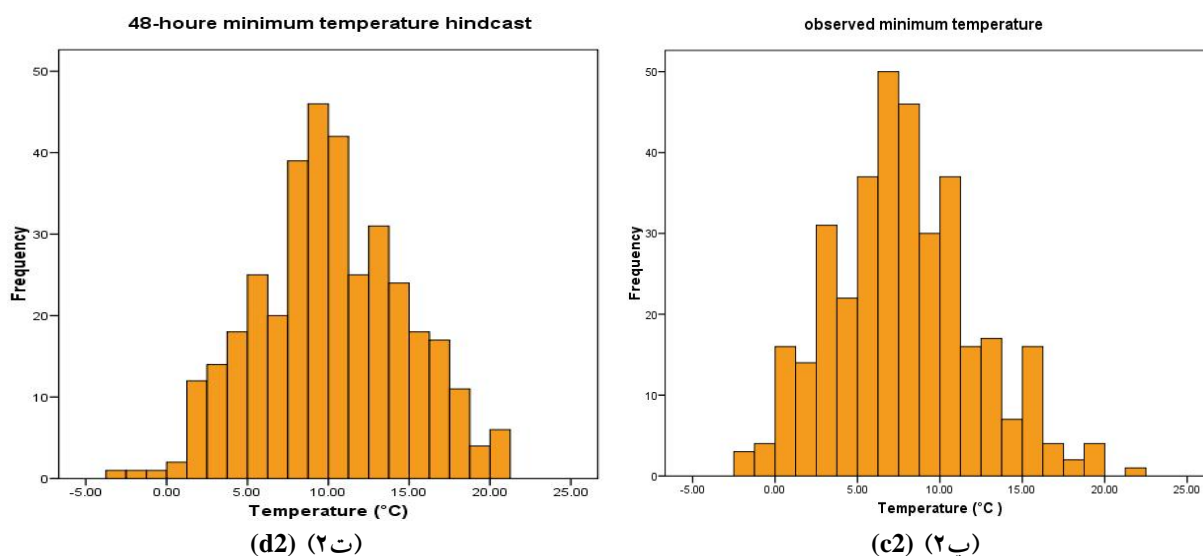 48-houre minimum temperature hindcast
50
40
30
20
10
0
Frequency
-5.00 0.00 5.00 10.00 15.00 20.00 25.00
Temperature (°C)
(d2) (ت۲)
observed minimum temperature
50
40
30
20
10
0
Frequency
-5.00 0.00 5.00 10.00 15.00 20.00 25.00
Temperature (°C )
(c2) (پ۲)